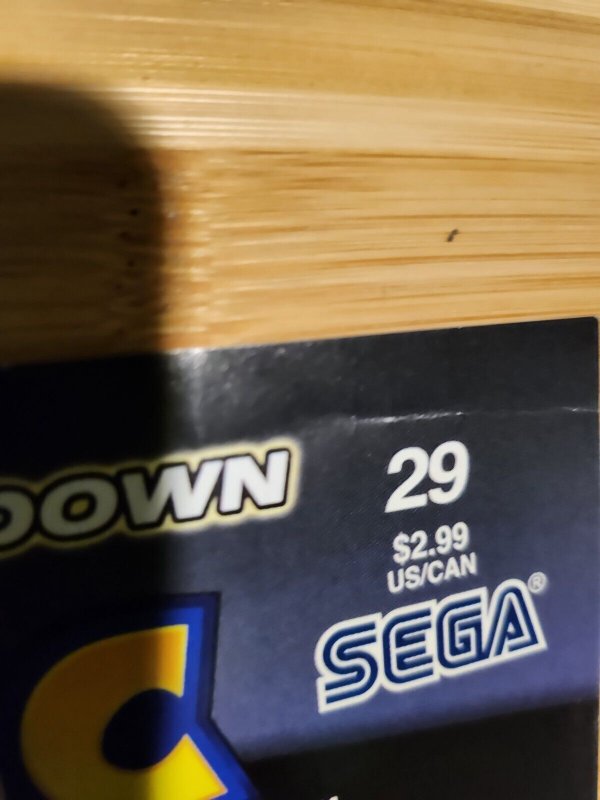 DOWN
29
$2.99
US/CAN
SEGA®
C